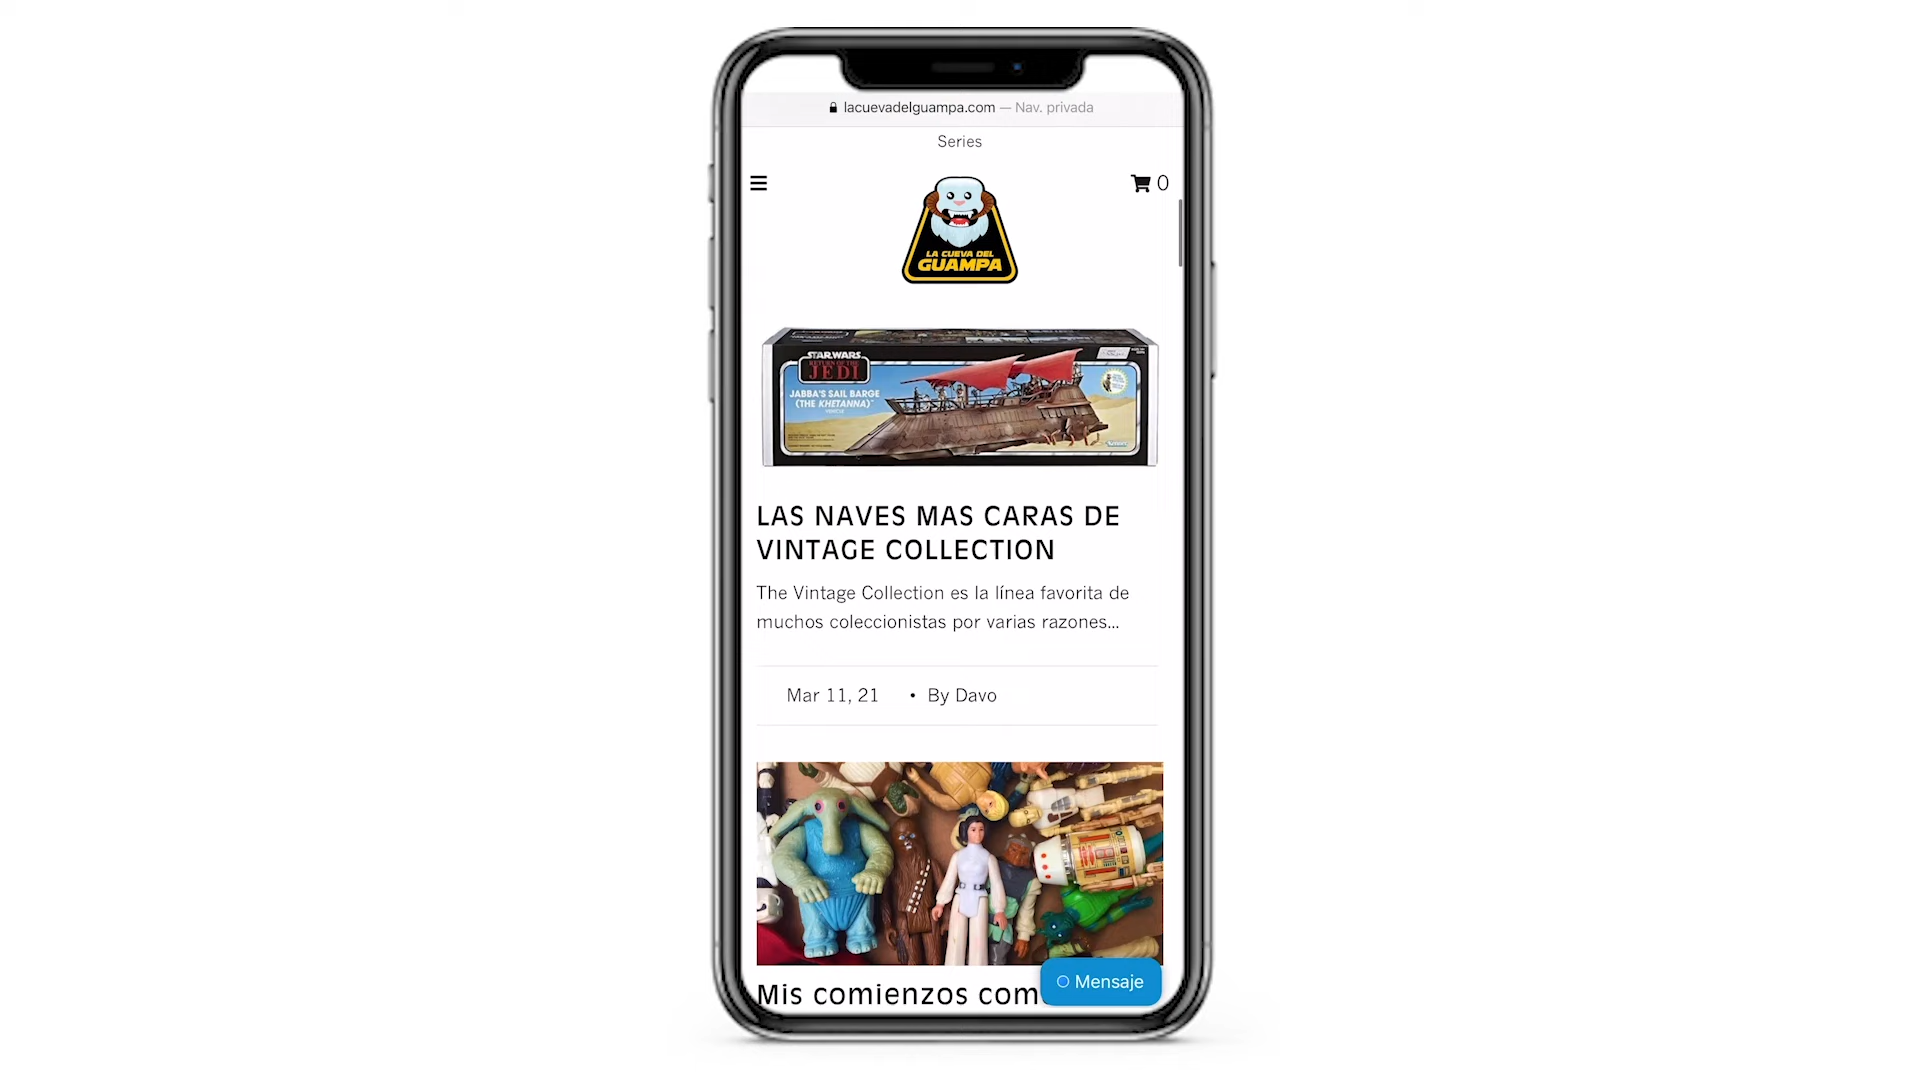 lacuevadelguampa.com — Nav. privada
Series
0
LA CUEVA DEL
GUAMPA
STAR WARS
RETURN OF THE
JEDI
JABBA'S SAIL BARGE
(THE KHETANNA)
VEHICLE
Kenner
LAS NAVES MAS CARAS DE
VINTAGE COLLECTION
The Vintage Collection es la línea favorita de
muchos coleccionistas por varias razones...
Mar 11, 21 • By Davo
Mis comienzos com
Mensaje